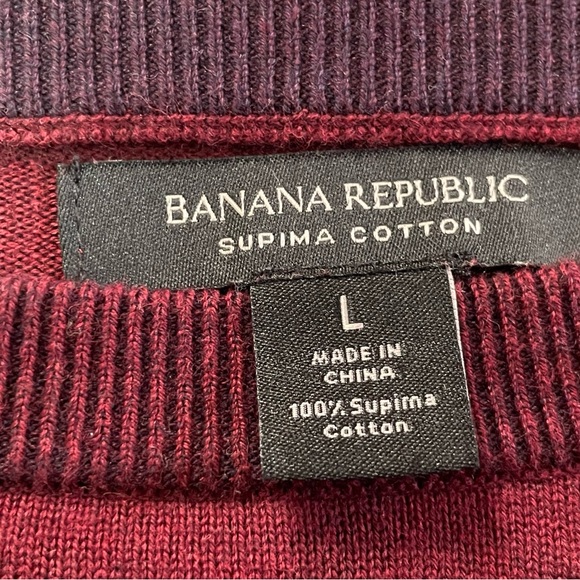 BANANA REPUBLIC
SUPIMA COTTON
L
MADE IN
CHINA
100% Supima
Cotton